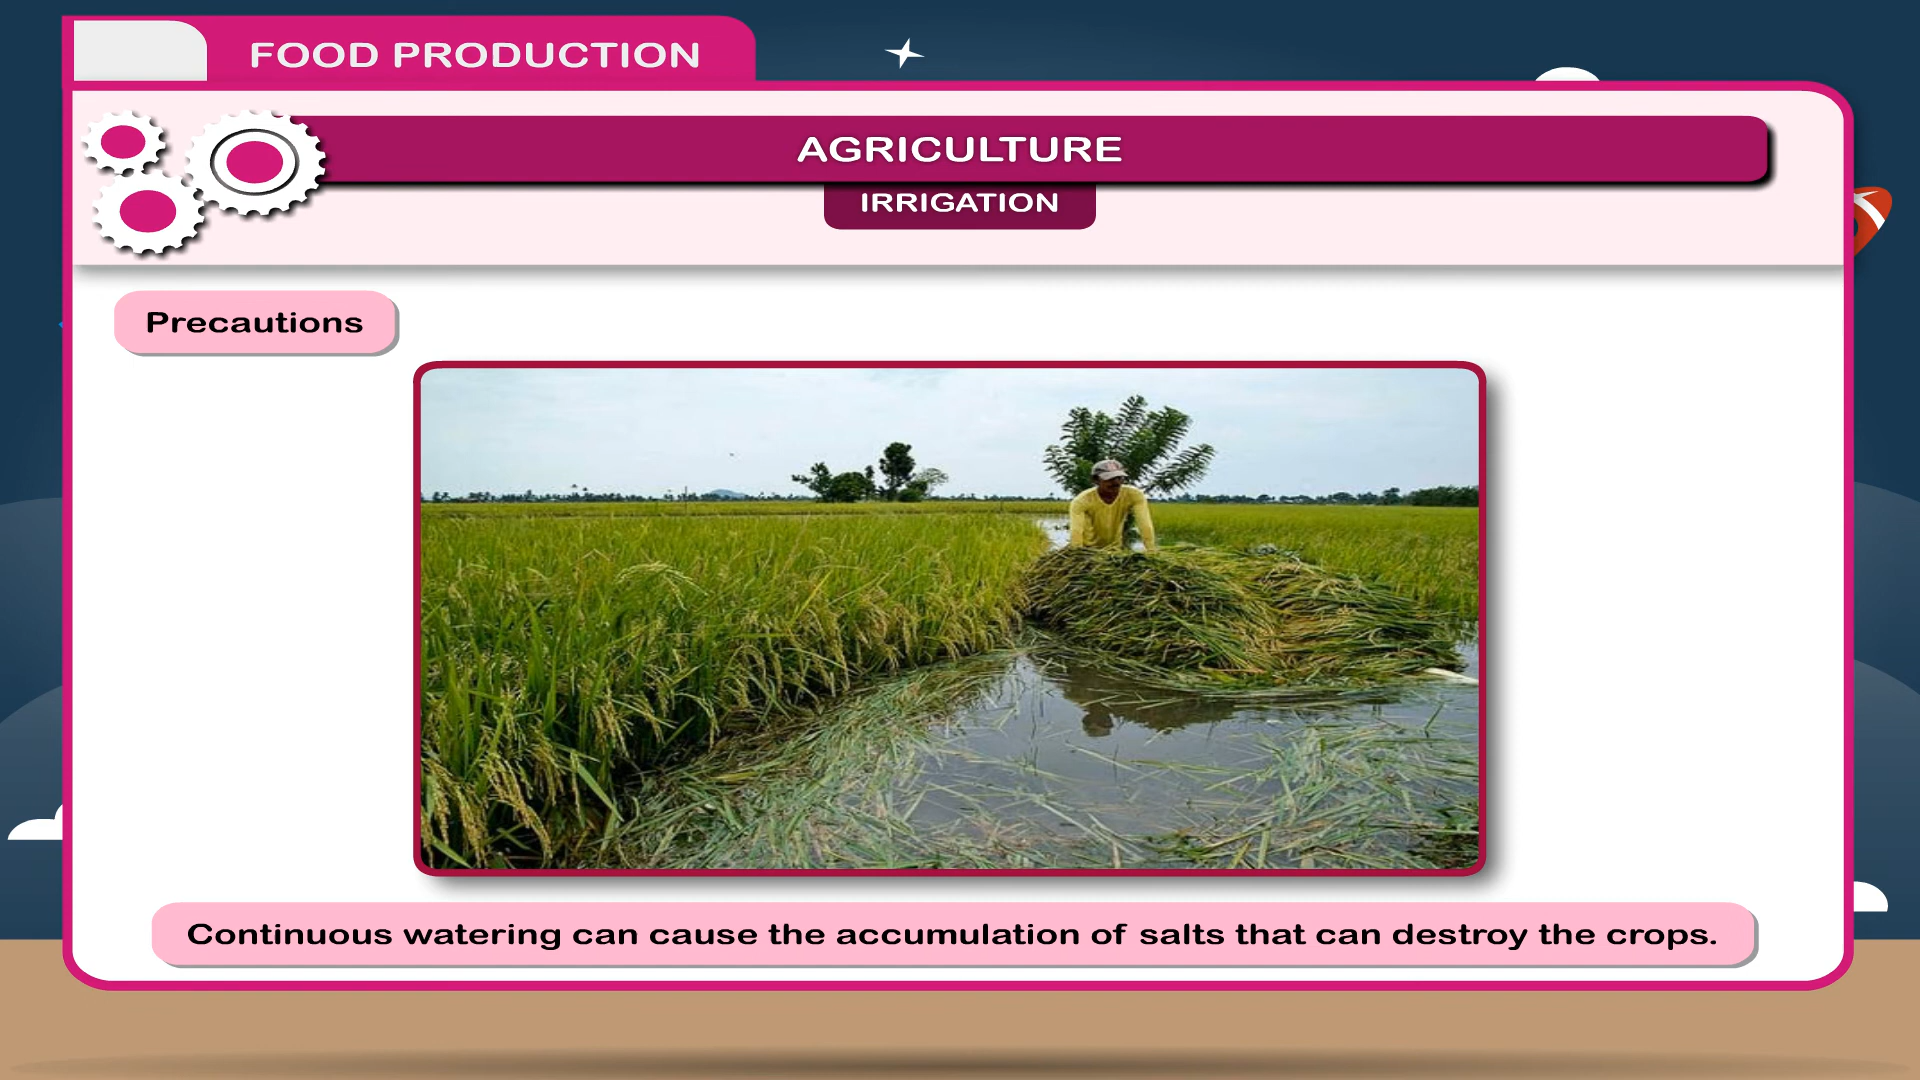 FOOD PRODUCTION
AGRICULTURE
IRRIGATION
Precautions
Continuous watering can cause the accumulation of salts that can destroy the crops.